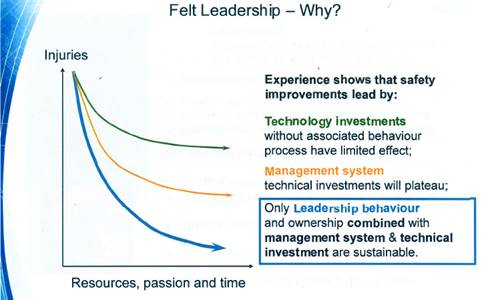 Felt Leadership – Why?
Injuries
Experience shows that safety
improvements lead by:
Technology investments
without associated behaviour
process have limited effect;
Management system
technical investments will plateau;
Only Leadership behaviour
and ownership combined with
management system & technical
investment are sustainable.
Resources, passion and time